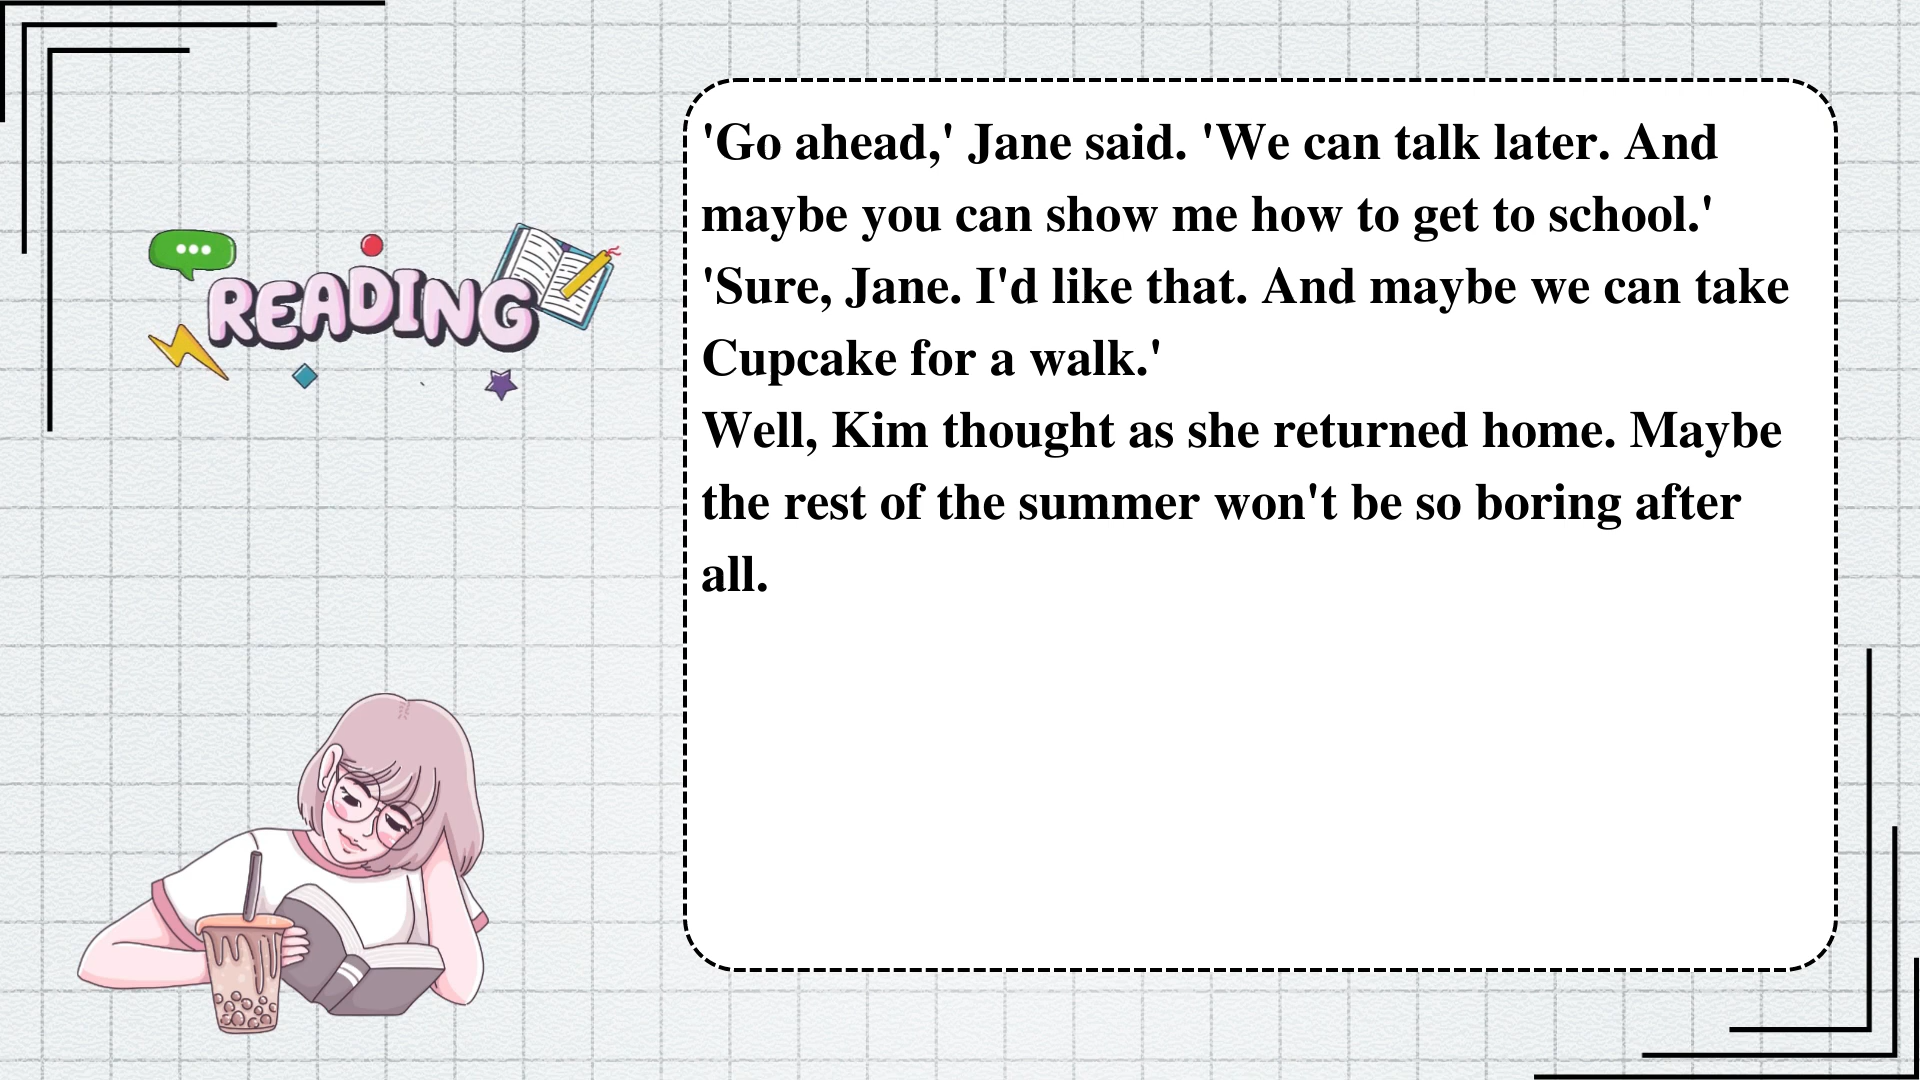 READING
'Go ahead,' Jane said. 'We can talk later. And
maybe you can show me how to get to school.'
'Sure, Jane. I'd like that. And maybe we can take
Cupcake for a walk.'
Well, Kim thought as she returned home. Maybe
the rest of the summer won't be so boring after
all.